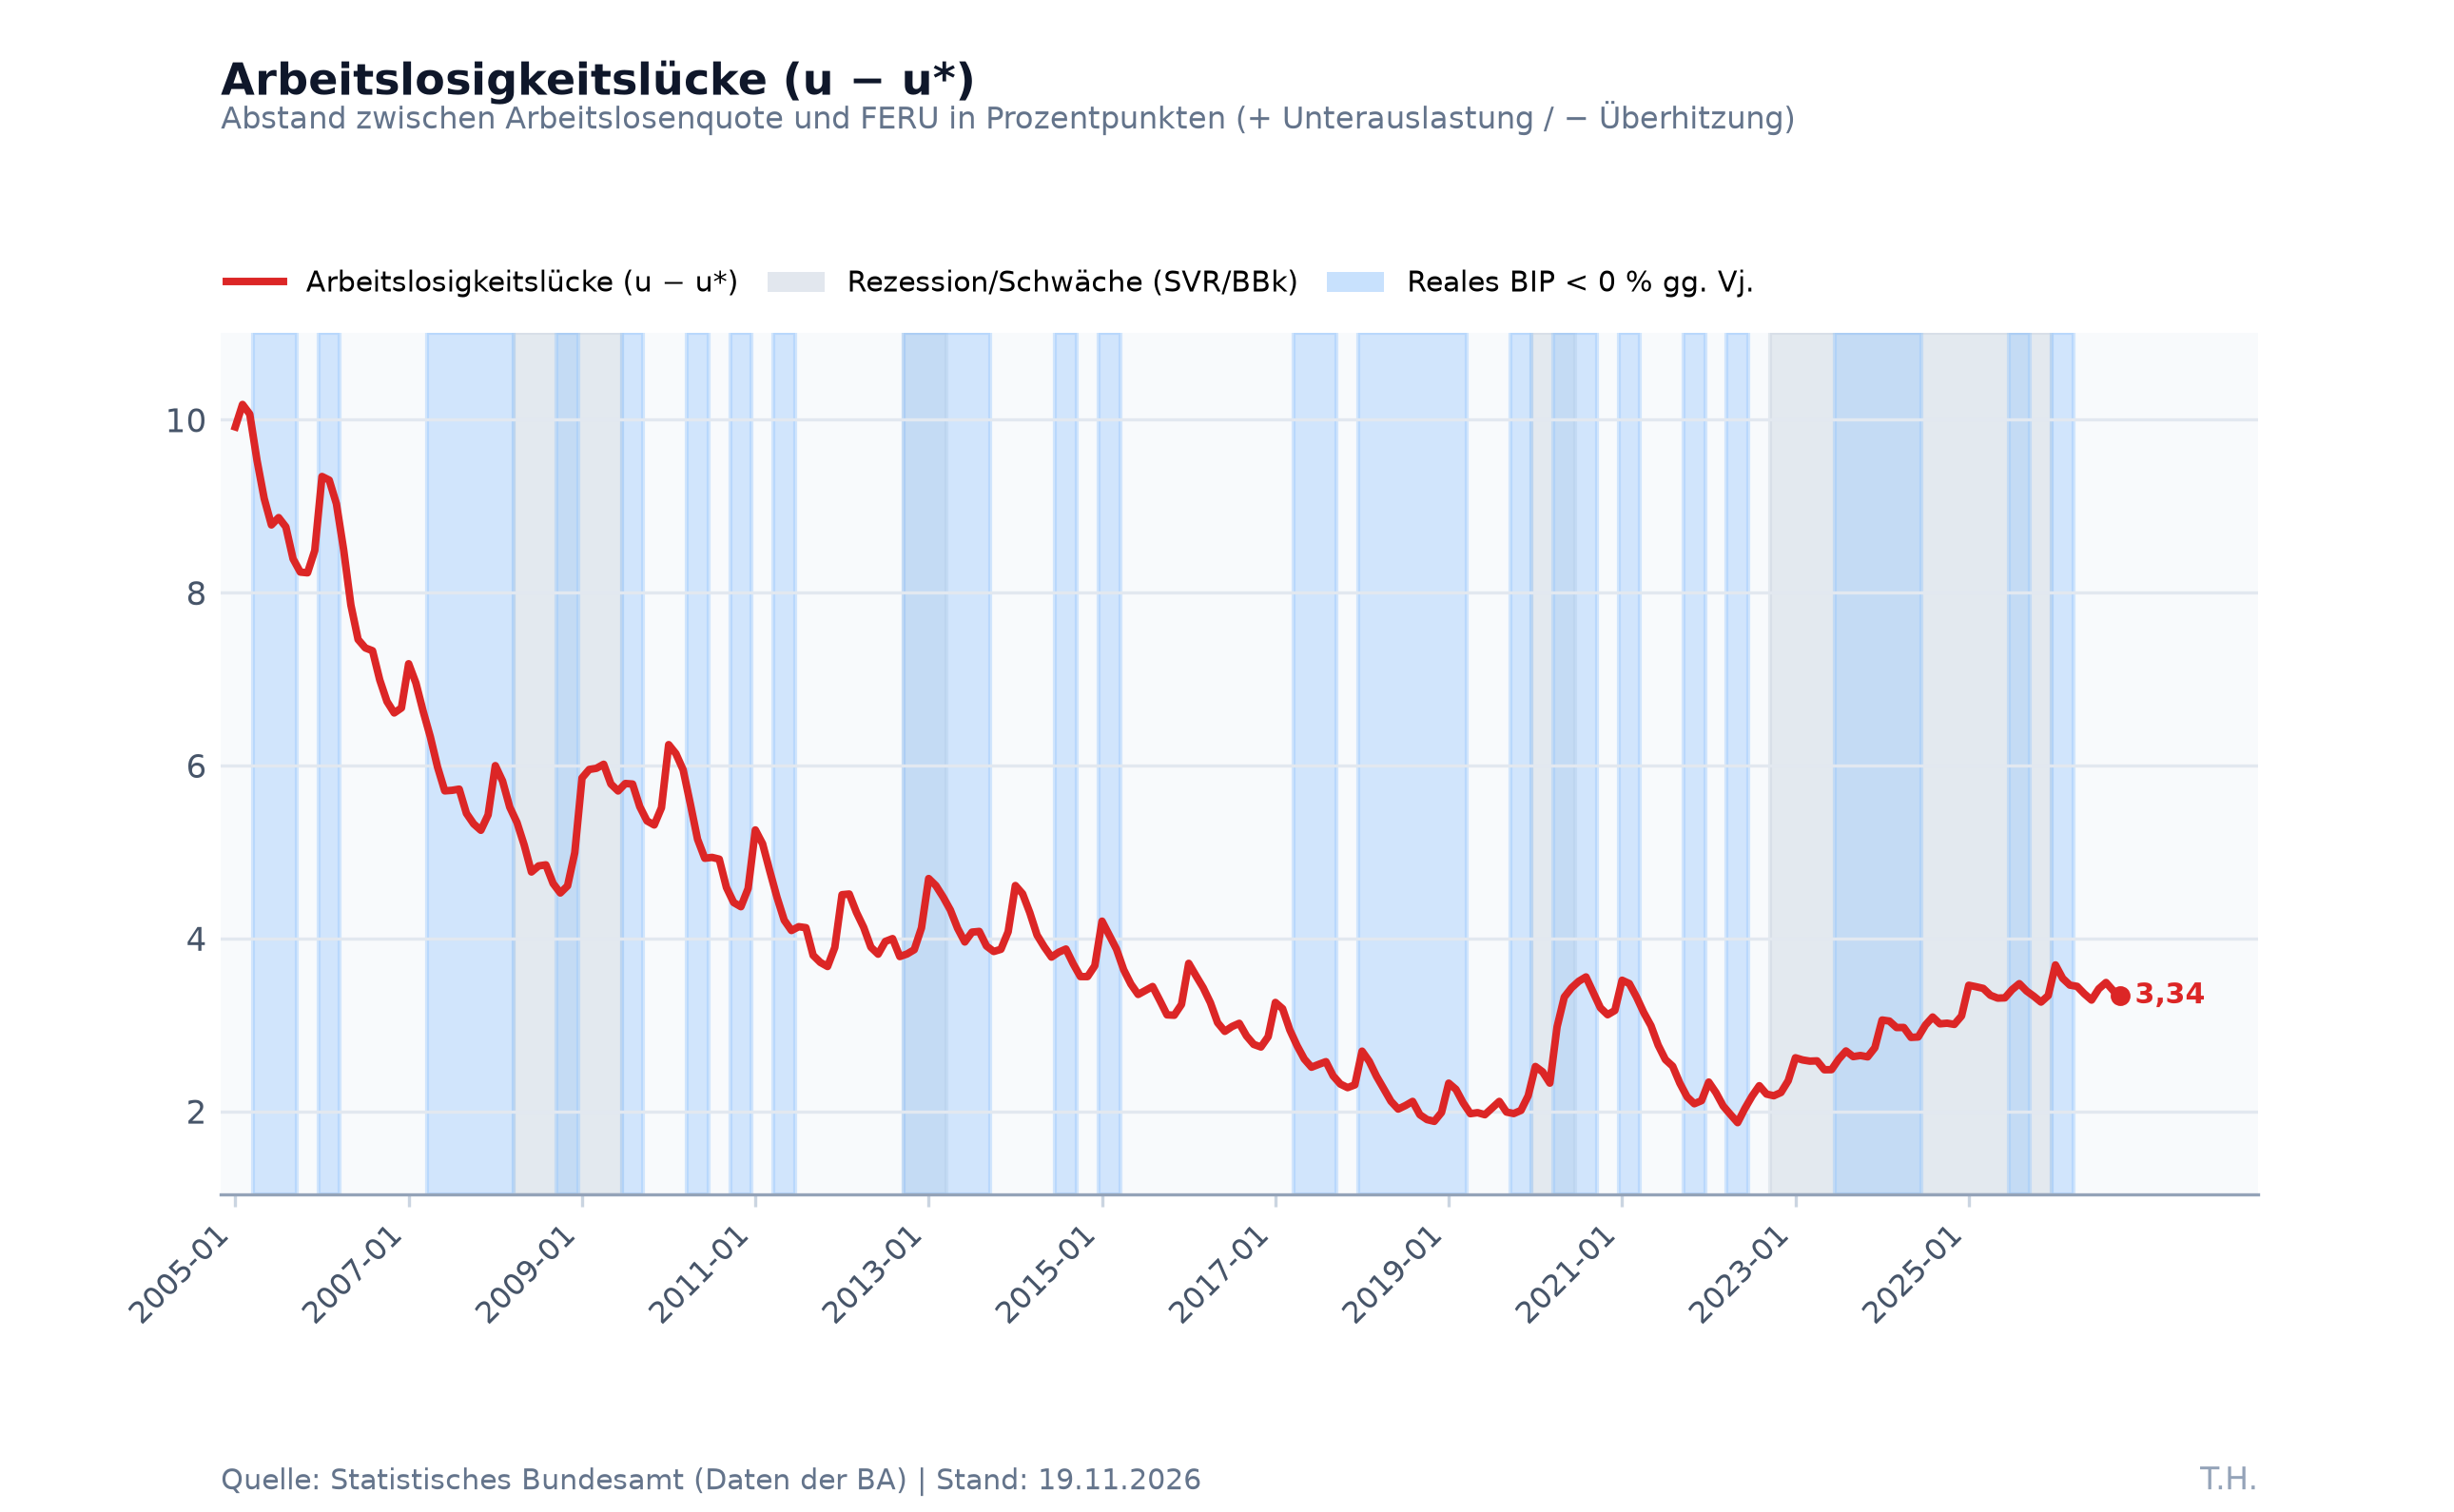 Arbeitslosigkeitslücke (u − u*)
Abstand zwischen Arbeitslosenquote und FERU in Prozentpunkten (+ Unterauslastung / − Überhitzung)
Arbeitslosigkeitslücke (u − u*) Rezession/Schwäche (SVR/BBk) Reales BIP < 0 % gg. Vj.
10
8
6
4
2
3,34
2005-01 2007-01 2009-01 2011-01 2013-01 2015-01 2017-01 2019-01 2021-01 2023-01 2025-01
Quelle: Statistisches Bundesamt (Daten der BA) | Stand: 19.11.2026
T.H.